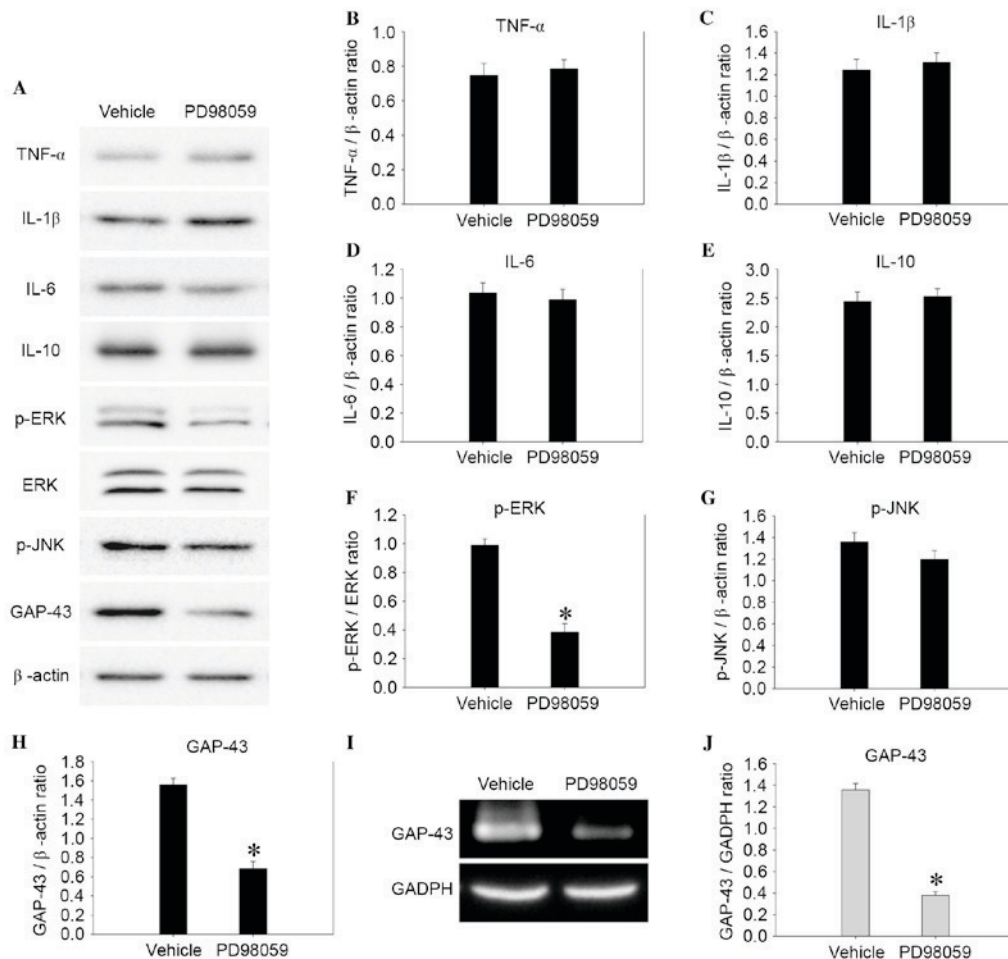 A
Vehicle PD98059
TNF-α
IL-1β
IL-6
IL-10
p-ERK
ERK
p-JNK
GAP-43
β-actin
B
TNF-α
TNF-α / β-actin ratio
1.0
0.8
0.6
0.4
0.2
0.0
Vehicle PD98059
C
IL-1β
IL-1β / β-actin ratio
1.6
1.4
1.2
1.0
0.8
0.6
0.4
0.2
0.0
Vehicle PD98059
D
IL-6
IL-6 / β-actin ratio
1.2
1.0
0.8
0.6
0.4
0.2
0.0
Vehicle PD98059
E
IL-10
IL-10 / β-actin ratio
3.0
2.5
2.0
1.5
1.0
0.5
0.0
Vehicle PD98059
F
p-ERK
p-ERK / ERK ratio
1.2
1.0
0.8
0.6
0.4
0.2
0.0
*
Vehicle PD98059
G
p-JNK
p-JNK / β-actin ratio
1.6
1.4
1.2
1.0
0.8
0.6
0.4
0.2
0.0
Vehicle PD98059
H
GAP-43
GAP-43 / β-actin ratio
1.8
1.6
1.4
1.2
1.0
0.8
0.6
0.4
0.2
0.0
*
Vehicle PD98059
I
Vehicle PD98059
GAP-43
GADPH
J
GAP-43
GAP-43 / GADPH ratio
1.6
1.4
1.2
1.0
0.8
0.6
0.4
0.2
0.0
*
Vehicle PD98059